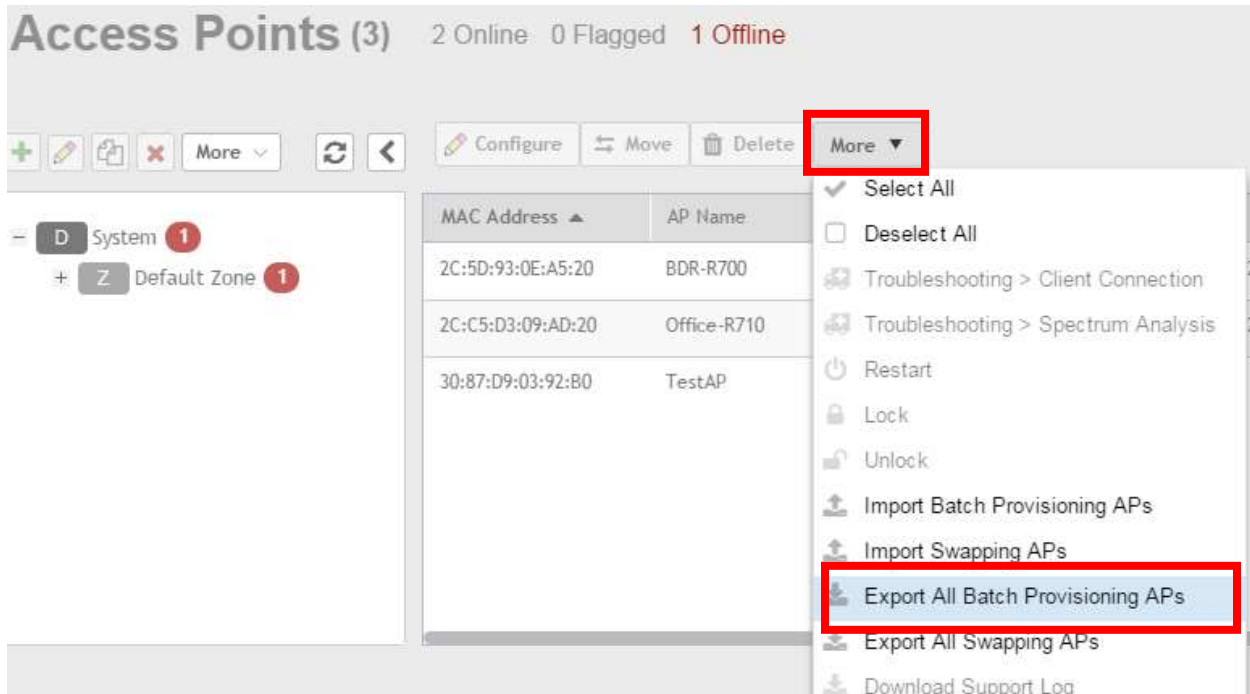 Access Points (3) 2 Online 0 Flagged 1 Offline
More Configure Move Delete More
MAC Address AP Name
D System 1
Z Default Zone 1
2C:5D:93:0E:A5:20 BDR-R700
2C:C5:D3:09:AD:20 Office-R710
30:87:D9:03:92:B0 TestAP
Select All
Deselect All
Troubleshooting > Client Connection
Troubleshooting > Spectrum Analysis
Restart
Lock
Unlock
Import Batch Provisioning APs
Import Swapping APs
Export All Batch Provisioning APs
Export All Swapping APs
Download Support Log